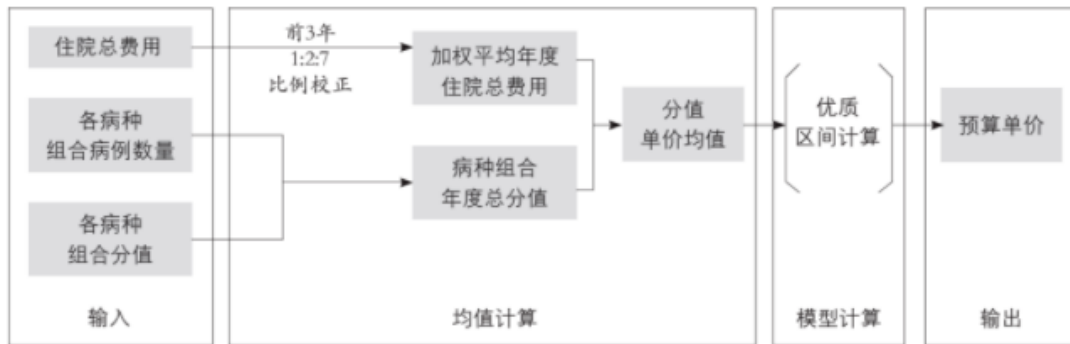 住院总费用
前3年
1:2:7
比例校正
加权平均年度
住院总费用
各病种
组合病例数量
各病种
组合分值
病种组合
年度总分值
分值
单价均值
优质
区间计算
预算单价
输入
均值计算
模型计算
输出